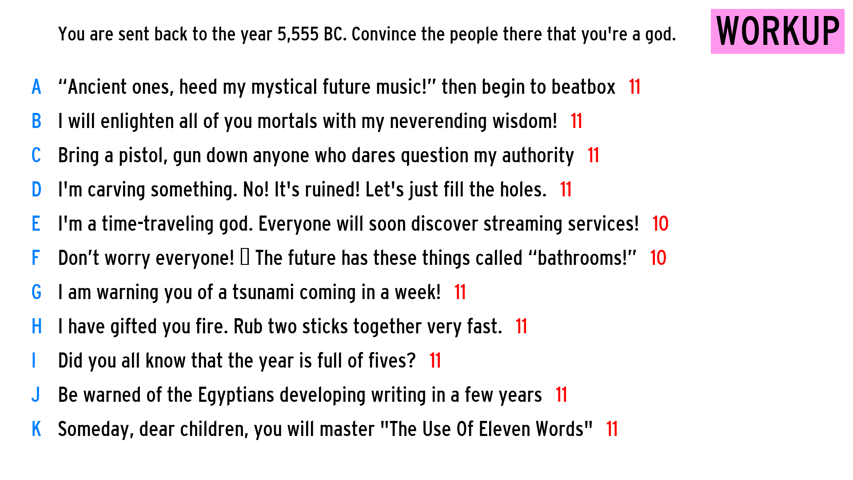 You are sent back to the year 5,555 BC. Convince the people there that you're a god.
WORKUP
A “Ancient ones, heed my mystical future music!” then begin to beatbox 11
B I will enlighten all of you mortals with my neverending wisdom! 11
C Bring a pistol, gun down anyone who dares question my authority 11
D I'm carving something. No! It's ruined! Let's just fill the holes. 11
E I'm a time-traveling god. Everyone will soon discover streaming services! 10
F Don’t worry everyone! ▯ The future has these things called “bathrooms!” 10
G I am warning you of a tsunami coming in a week! 11
H I have gifted you fire. Rub two sticks together very fast. 11
I Did you all know that the year is full of fives? 11
J Be warned of the Egyptians developing writing in a few years 11
K Someday, dear children, you will master "The Use Of Eleven Words" 11